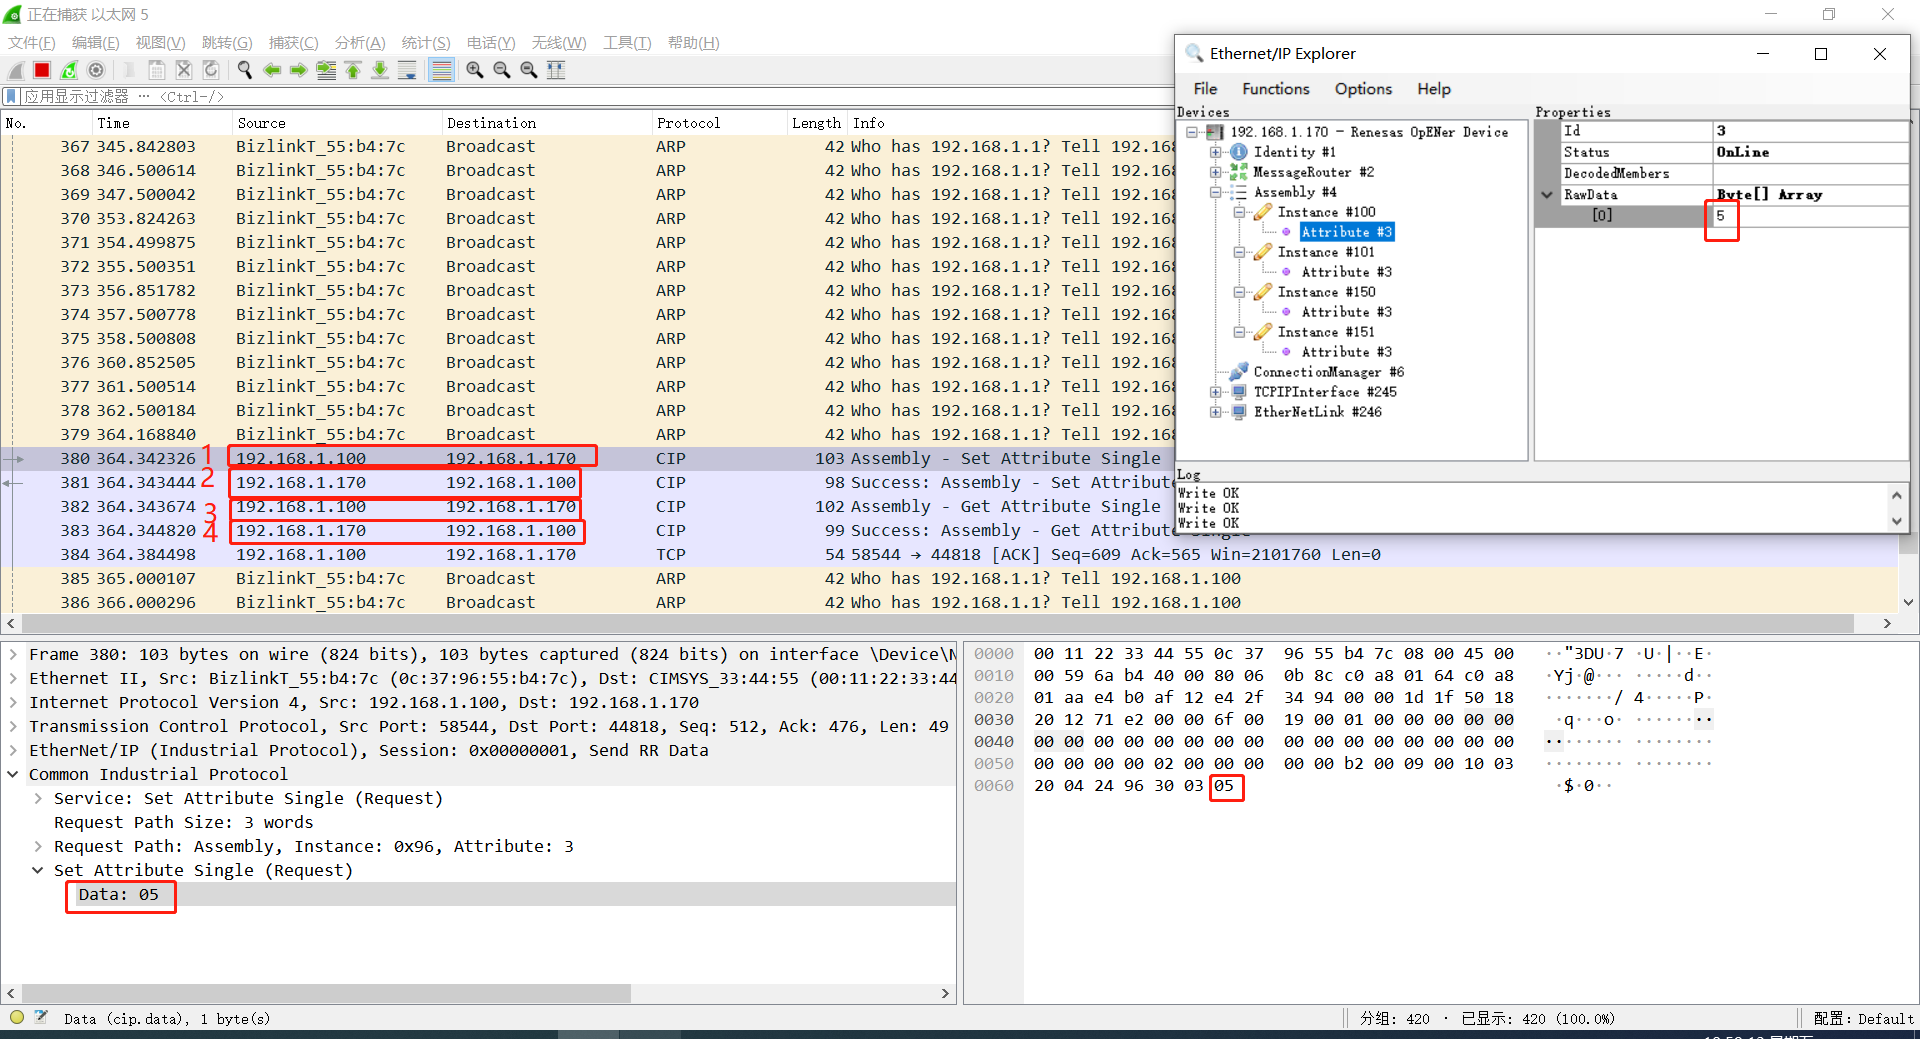 正在捕获 以太网 5
文件(F) 编辑(E) 视图(V) 跳转(G) 捕获(C) 分析(A) 统计(S) 电话(Y) 无线(W) 工具(T) 帮助(H)
应用显示过滤器 … <Ctrl-/>
No. Time Source Destination Protocol Length Info
367 345.842803 BizlinkT_55:b4:7c Broadcast ARP 42 Who has 192.168.1.1? Tell 192.16
368 346.500614 BizlinkT_55:b4:7c Broadcast ARP 42 Who has 192.168.1.1? Tell 192.16
369 347.500042 BizlinkT_55:b4:7c Broadcast ARP 42 Who has 192.168.1.1? Tell 192.16
370 353.824263 BizlinkT_55:b4:7c Broadcast ARP 42 Who has 192.168.1.1? Tell 192.16
371 354.499875 BizlinkT_55:b4:7c Broadcast ARP 42 Who has 192.168.1.1? Tell 192.16
372 355.500351 BizlinkT_55:b4:7c Broadcast ARP 42 Who has 192.168.1.1? Tell 192.16
373 356.851782 BizlinkT_55:b4:7c Broadcast ARP 42 Who has 192.168.1.1? Tell 192.16
374 357.500778 BizlinkT_55:b4:7c Broadcast ARP 42 Who has 192.168.1.1? Tell 192.16
375 358.500808 BizlinkT_55:b4:7c Broadcast ARP 42 Who has 192.168.1.1? Tell 192.16
376 360.852505 BizlinkT_55:b4:7c Broadcast ARP 42 Who has 192.168.1.1? Tell 192.16
377 361.500514 BizlinkT_55:b4:7c Broadcast ARP 42 Who has 192.168.1.1? Tell 192.16
378 362.500184 BizlinkT_55:b4:7c Broadcast ARP 42 Who has 192.168.1.1? Tell 192.16
379 364.168840 BizlinkT_55:b4:7c Broadcast ARP 42 Who has 192.168.1.1? Tell 192.16
380 364.342326 1 192.168.1.100 192.168.1.170 CIP 103 Assembly - Set Attribute Single
381 364.343444 2 192.168.1.170 192.168.1.100 CIP 98 Success: Assembly - Set Attribut
382 364.343674 3 192.168.1.100 192.168.1.170 CIP 102 Assembly - Get Attribute Single
383 364.344820 4 192.168.1.170 192.168.1.100 CIP 99 Success: Assembly - Get Attribute Single
384 364.384498 192.168.1.100 192.168.1.170 TCP 54 58544 → 44818 [ACK] Seq=609 Ack=565 Win=2101760 Len=0
385 365.000107 BizlinkT_55:b4:7c Broadcast ARP 42 Who has 192.168.1.1? Tell 192.168.1.100
386 366.000296 BizlinkT_55:b4:7c Broadcast ARP 42 Who has 192.168.1.1? Tell 192.168.1.100
Ethernet/IP Explorer
File Functions Options Help
Devices
192.168.1.170 - Renesas OpENer Device
Identity #1
MessageRouter #2
Assembly #4
Instance #100
Attribute #3
Instance #101
Attribute #3
Instance #150
Attribute #3
Instance #151
Attribute #3
ConnectionManager #6
TCPIPInterface #245
EtherNetLink #246
Properties
Id 3
Status OnLine
DecodedMembers
RawData Byte[] Array
[0] 5
Log
Write OK
Write OK
Write OK
Frame 380: 103 bytes on wire (824 bits), 103 bytes captured (824 bits) on interface \Device\N
Ethernet II, Src: BizlinkT_55:b4:7c (0c:37:96:55:b4:7c), Dst: CIMSYS_33:44:55 (00:11:22:33:44
Internet Protocol Version 4, Src: 192.168.1.100, Dst: 192.168.1.170
Transmission Control Protocol, Src Port: 58544, Dst Port: 44818, Seq: 512, Ack: 476, Len: 49
EtherNet/IP (Industrial Protocol), Session: 0x00000001, Send RR Data
Common Industrial Protocol
Service: Set Attribute Single (Request)
Request Path Size: 3 words
Request Path: Assembly, Instance: 0x96, Attribute: 3
Set Attribute Single (Request)
Data: 05
0000 00 11 22 33 44 55 0c 37 96 55 b4 7c 08 00 45 00 ··"3DU·7 ·U·|··E·
0010 00 59 6a b4 40 00 80 06 0b 8c c0 a8 01 64 c0 a8 ·Yj·@··· ·····d··
0020 01 aa e4 b0 af 12 e4 2f 34 94 00 00 1d 1f 50 18 ·······/ 4·····P·
0030 20 12 71 e2 00 00 6f 00 19 00 01 00 00 00 00 00 ·q···o· ········
0040 00 00 00 00 00 00 00 00 00 00 00 00 00 00 00 00 ········ ········
0050 00 00 00 00 02 00 00 00 00 00 b2 00 09 00 10 03 ········ ········
0060 20 04 24 96 30 03 05 ·$·0··
Data (cip.data), 1 byte(s)
分组: 420 · 已显示: 420 (100.0%)
配置: Default